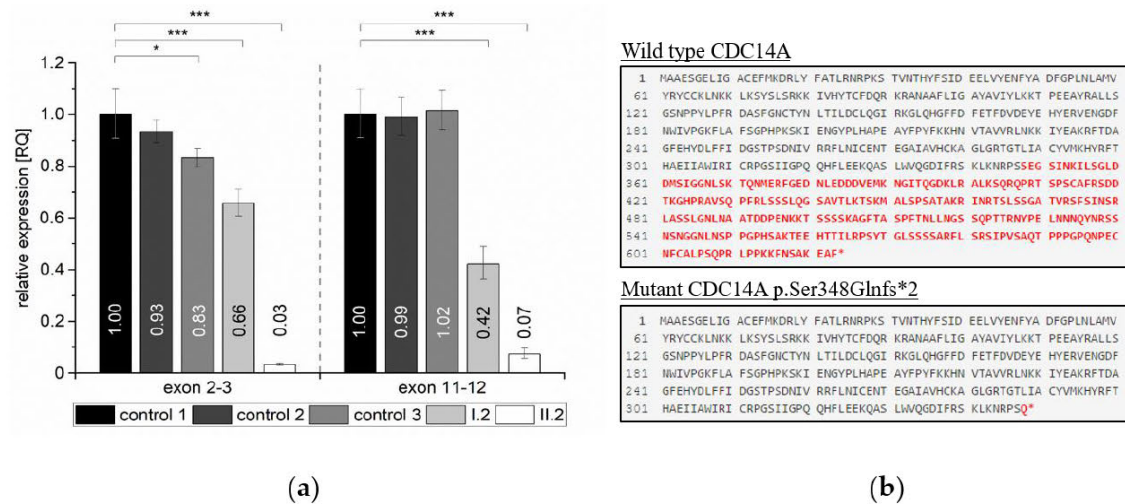 (a)
***
***
*
***
***
relative expression [RQ]
1.2
1.0
0.8
0.6
0.4
0.2
0
1.00
0.93
0.83
0.66
0.03
1.00
0.99
1.02
0.42
0.07
exon 2-3
exon 11-12
control 1
control 2
control 3
I.2
II.2
(b)
Wild type CDC14A
1 MAAESGELIG ACEFMKDRLY FATLRNRPKS TVNTHYFSID EELVYENFYA DFGPLNLAMV
61 YRYCCKLNKK LKSYSLSRKK IVHYTCFDQR KRANAAFLIG AYAVIYLKKT PEEAYRALLS
121 GSNPPYLPFR DASFGNCTYN LTILDCLQGI RKGLQHGFFD FETFDVDEYE HYERVENGDF
181 NWIVPGKFLA FSGPHPKSKI ENGYPLHAPE AYFPYFKKHN VTAVVRLNKK IYEAKRFTDA
241 GFEHYDLFFI DGSTPSDNIV RRFLNICENT EGAIAVHCKA GLGRTGTLIA CYVMKHYRFT
301 HAEIIAWIRI CRPGSIIGPQ QHFLEEKQAS LWVQGDIFRS KLKNRPSSEG SINKILSGLD
361 DMSIGGNLSK TQNMERFGED NLEDDDVEMK NGITQGDKLR ALKSQRQPRT SPSCAFRSDD
421 TKGHPRAVSQ PFRLSSSLQG SAVTLKTSKM ALSPSATAKR INRTSLSSGA TVRSFSINSR
481 LASSLGNLNA ATDDPENKKT SSSSKAGFTA SPFTNLLNGS SQPTTRNYPE LNNNQYNRSS
541 NSNGGNLNSP PGPHSAKTEE HTTILRPSYT GLSSSSARFL SRSIPVSAQT PPPGPQNPEC
601 NFCALPSQPR LPPKKFNSAK EAF*
Mutant CDC14A p.Ser348Glnfs*2
1 MAAESGELIG ACEFMKDRLY FATLRNRPKS TVNTHYFSID EELVYENFYA DFGPLNLAMV
61 YRYCCKLNKK LKSYSLSRKK IVHYTCFDQR KRANAAFLIG AYAVIYLKKT PEEAYRALLS
121 GSNPPYLPFR DASFGNCTYN LTILDCLQGI RKGLQHGFFD FETFDVDEYE HYERVENGDF
181 NWIVPGKFLA FSGPHPKSKI ENGYPLHAPE AYFPYFKKHN VTAVVRLNKK IYEAKRFTDA
241 GFEHYDLFFI DGSTPSDNIV RRFLNICENT EGAIAVHCKA GLGRTGTLIA CYVMKHYRFT
301 HAEIIAWIRI CRPGSIIGPQ QHFLEEKQAS LWVQGDIFRS KLKNRPSQ*